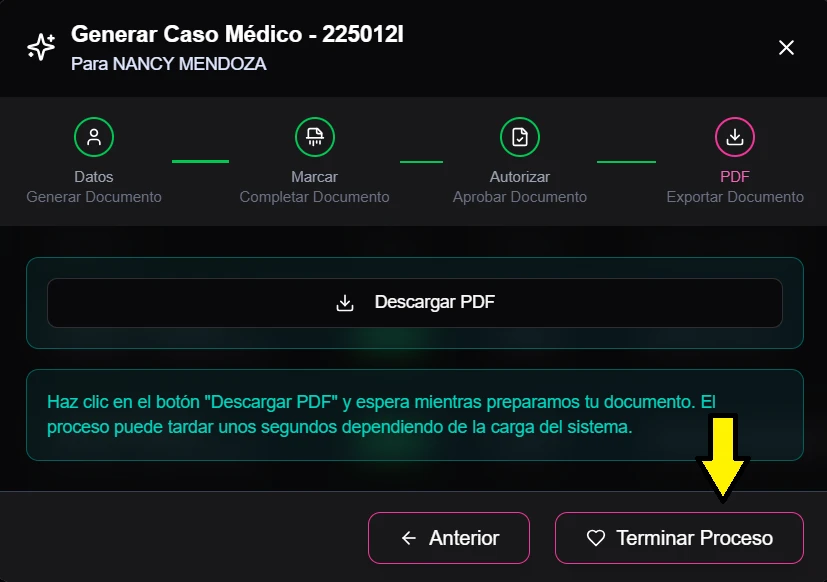 Generar Caso Médico - 225012I
Para NANCY MENDOZA
Datos
Generar Documento
Marcar
Completar Documento
Autorizar
Aprobar Documento
PDF
Exportar Documento
Descargar PDF
Haz clic en el botón "Descargar PDF" y espera mientras preparamos tu documento. El
proceso puede tardar unos segundos dependiendo de la carga del sistema.
Anterior
Terminar Proceso